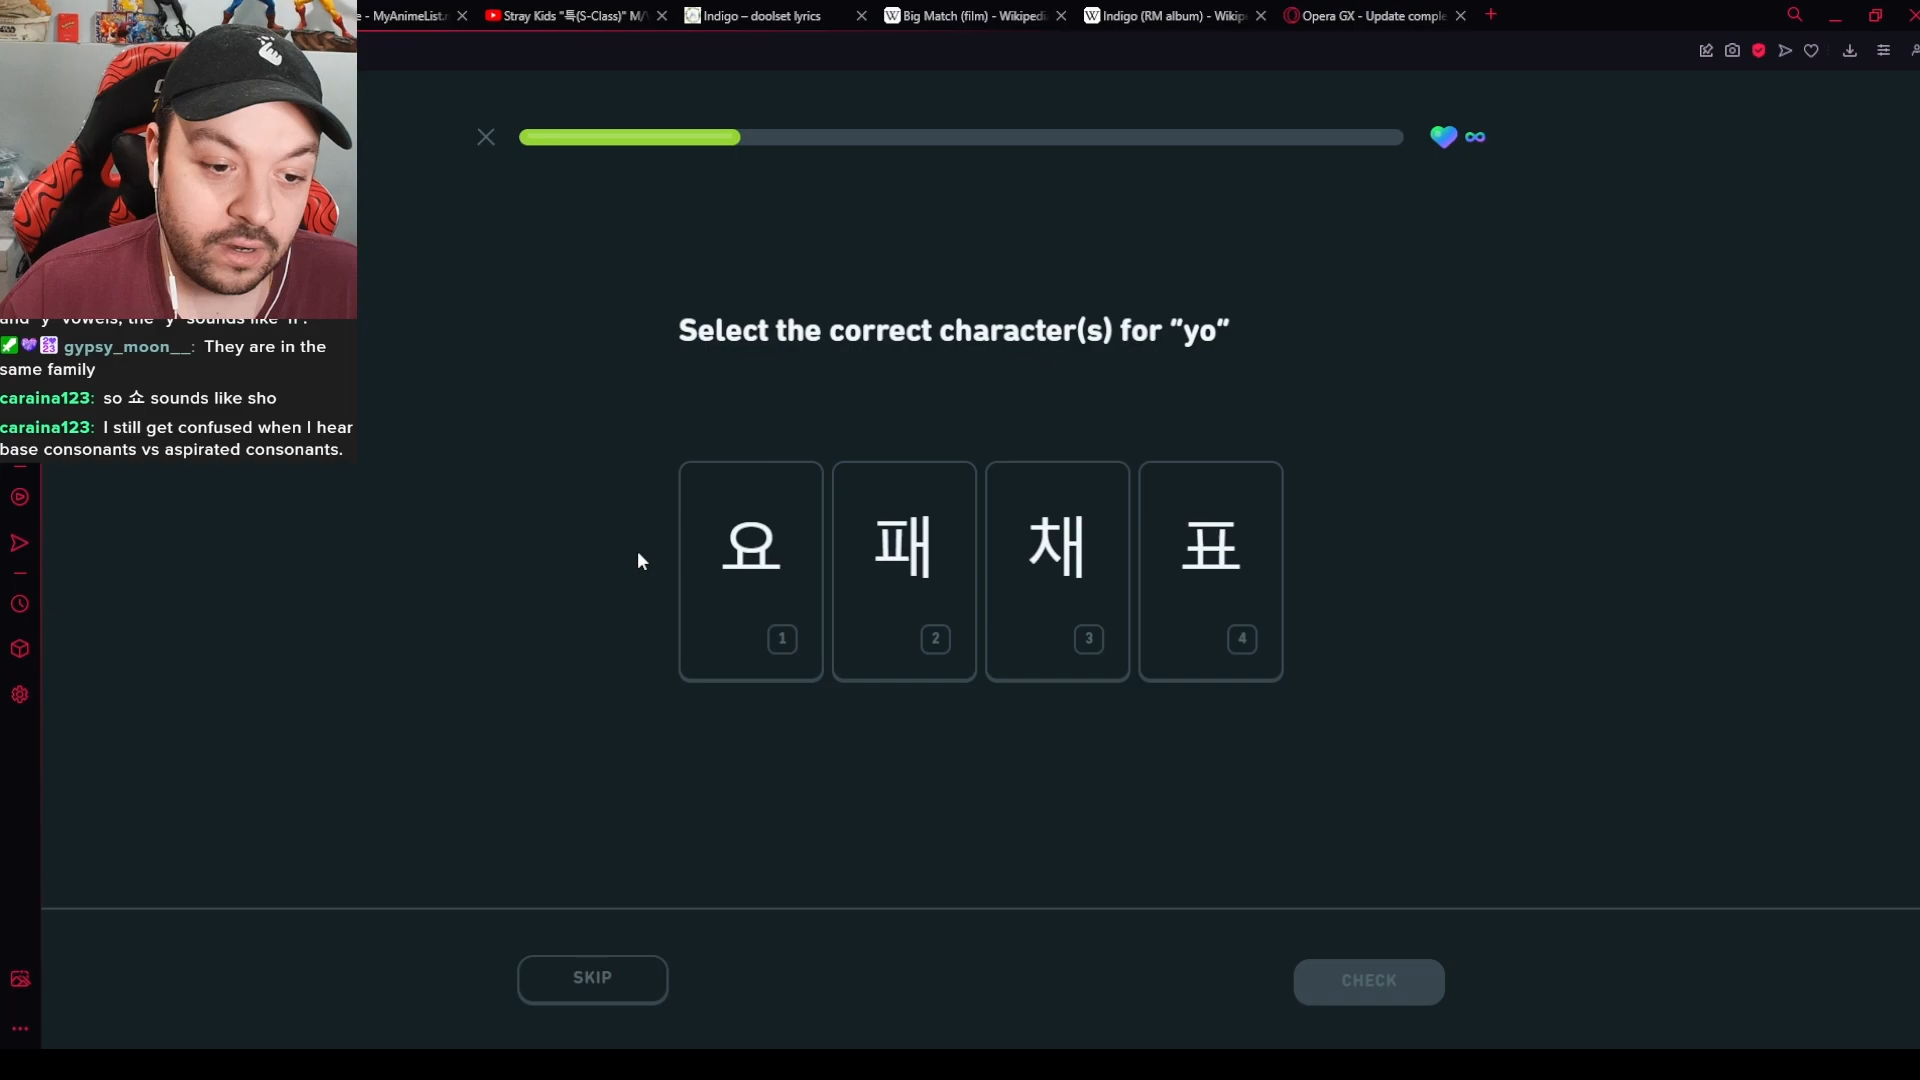 e - MyAnimeList.
Stray Kids "특(S-Class)" M/
Indigo – doolset lyrics
Big Match (film) – Wikipedi
Indigo (RM album) – Wikip
Opera GX - Update comple
gypsy_moon__: They are in the
same family
caraina123: so 쇼 sounds like sho
caraina123: I still get confused when I hear
base consonants vs aspirated consonants.
Select the correct character(s) for "yo"
요
패
채
표
1
2
3
4
SKIP
CHECK